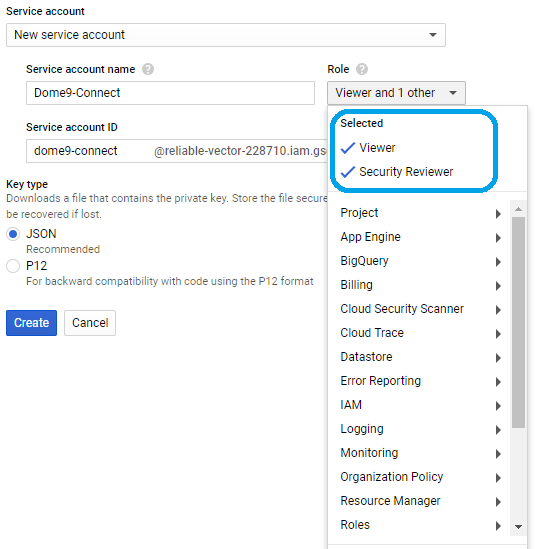 Service account
New service account
Service account name
Role
Dome9-Connect
Viewer and 1 other
Service account ID
dome9-connect @reliable-vector-228710.iam.gs
Selected
Viewer
Security Reviewer
Key type
Downloads a file that contains the private key. Store the file secure
be recovered if lost.
JSON
Recommended
P12
For backward compatibility with code using the P12 format
Create Cancel
Project
App Engine
BigQuery
Billing
Cloud Security Scanner
Cloud Trace
Datastore
Error Reporting
IAM
Logging
Monitoring
Organization Policy
Resource Manager
Roles